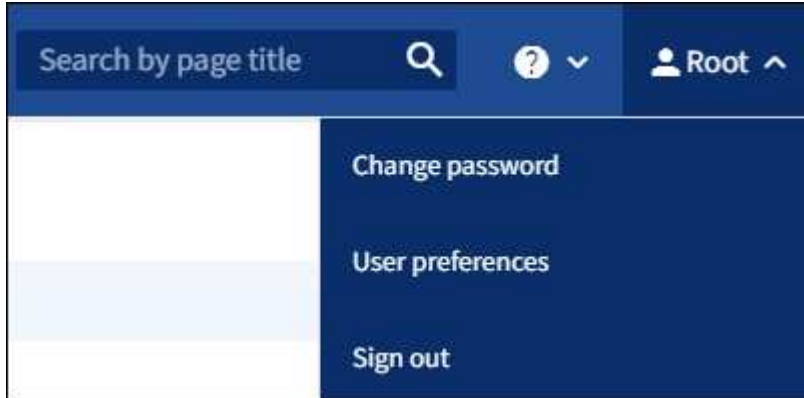 Search by page title
Root
Change password
User preferences
Sign out